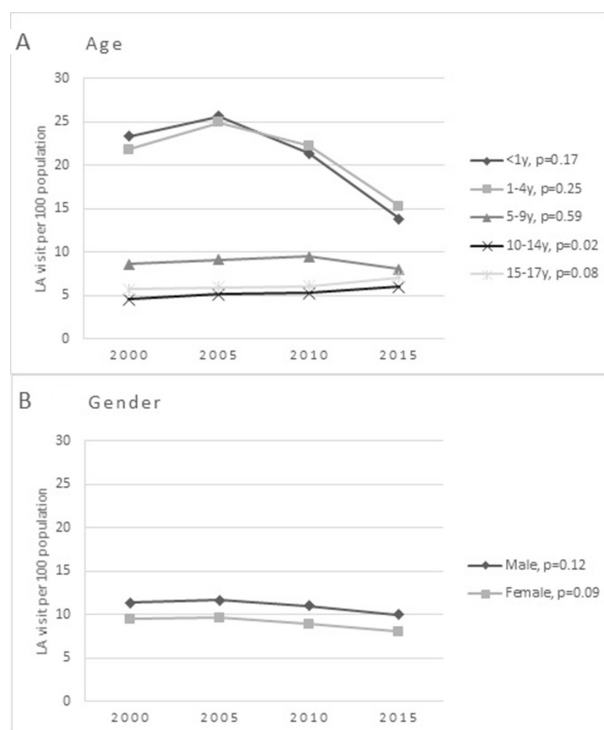 A Age
LA visit per 100 population
30
25
20
15
10
5
0
2000 2005 2010 2015
<1y, p=0.17
1-4y, p=0.25
5-9y, p=0.59
10-14y, p=0.02
15-17y, p=0.08
B Gender
LA visit per 100 population
30
25
20
15
10
5
0
2000 2005 2010 2015
Male, p=0.12
Female, p=0.09